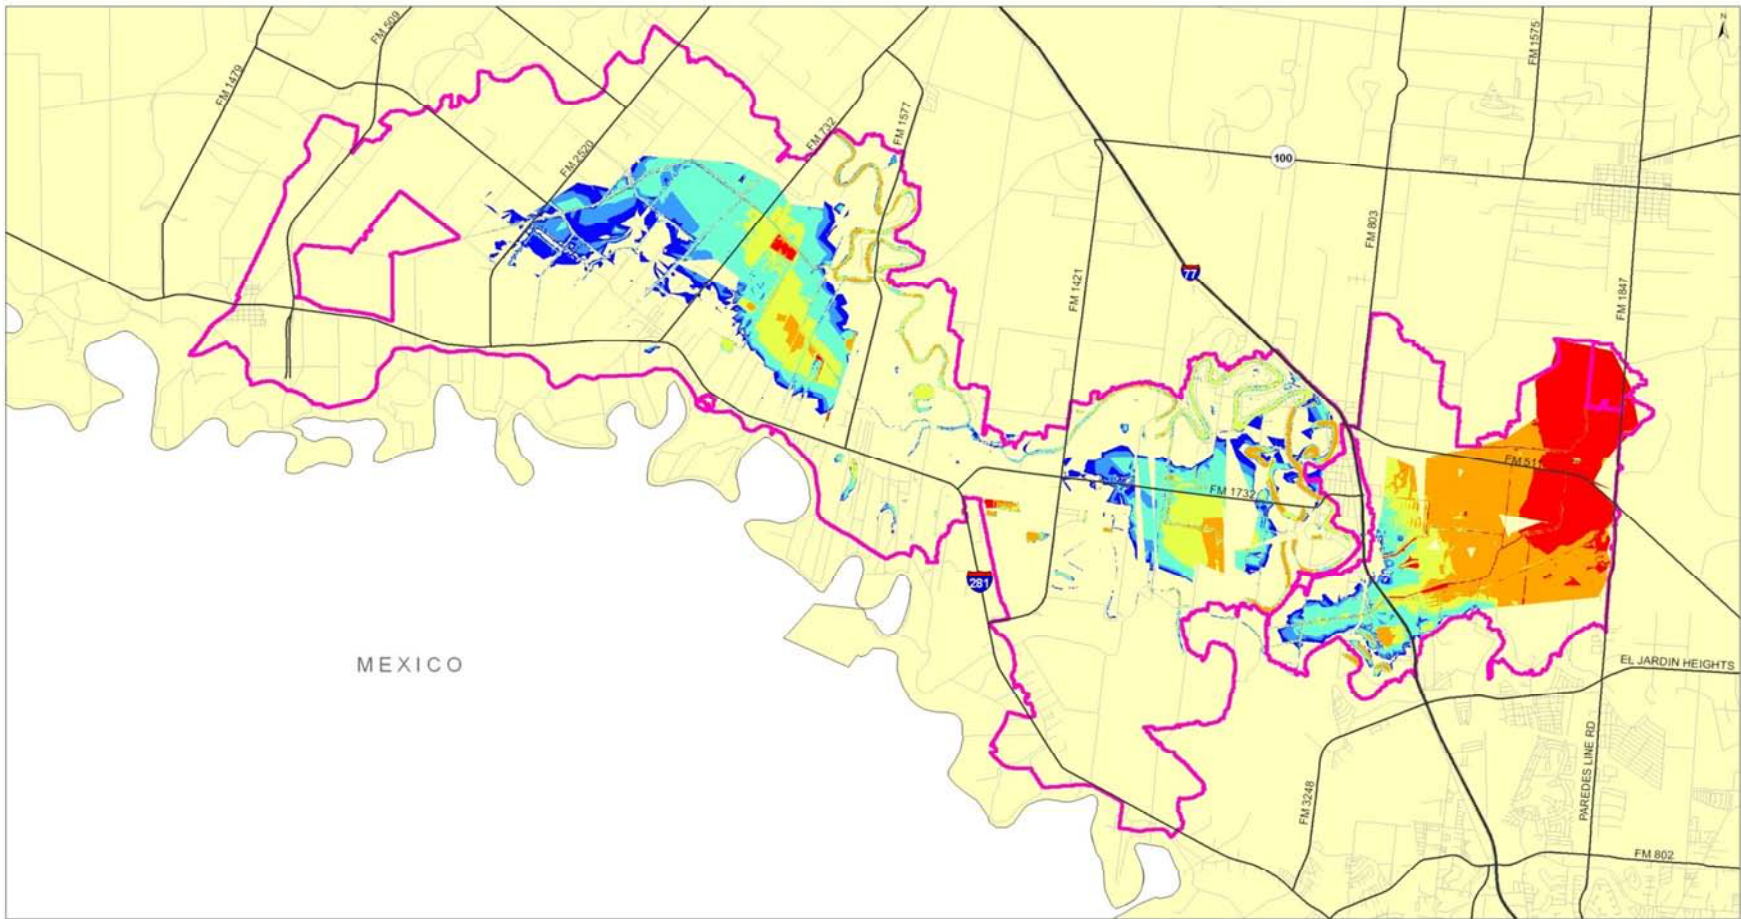 N
FM 509
FM 1575
FM 1479
FM 732
FM 1577
FM 2520
100
FM 803
77
FM 1421
FM 1847
FM 511
FM 1732
281
MEXICO
EL JARDIN HEIGHTS
PAREDES LINE RD
FM 3248
FM 802